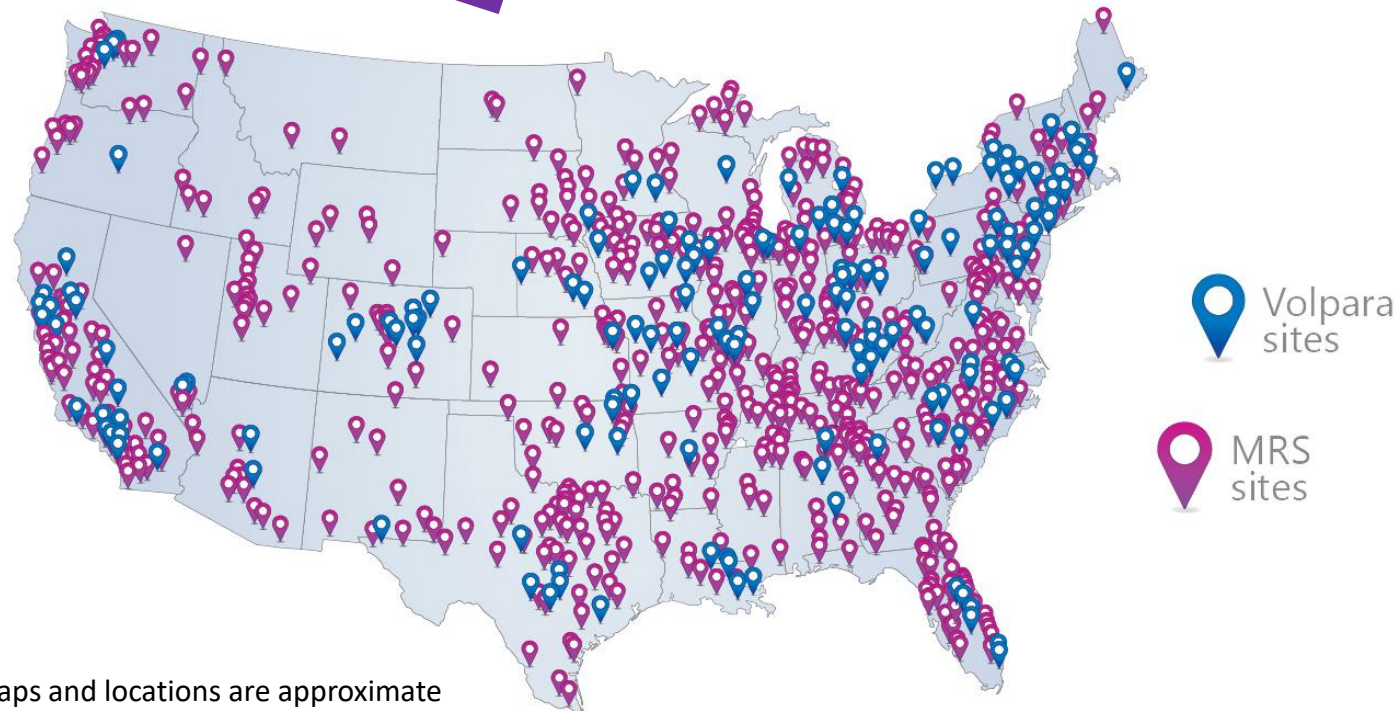 Volpara
sites
MRS
sites
aps and locations are approximate